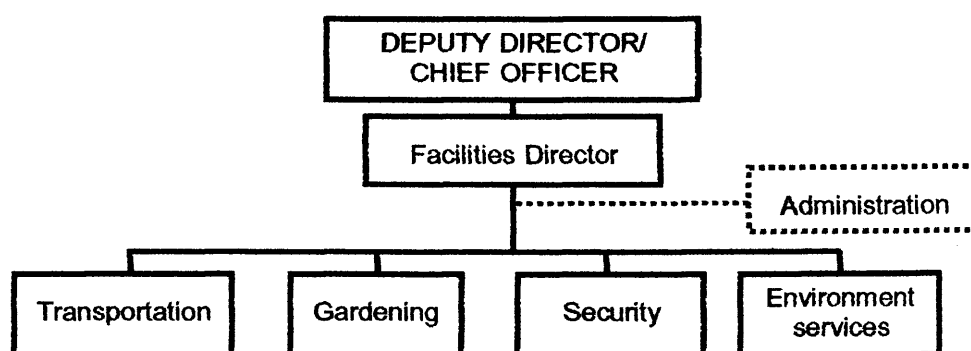 DEPUTY DIRECTOR/
CHIEF OFFICER
Facilities Director
Administration
Transportation
Gardening
Security
Environment
services